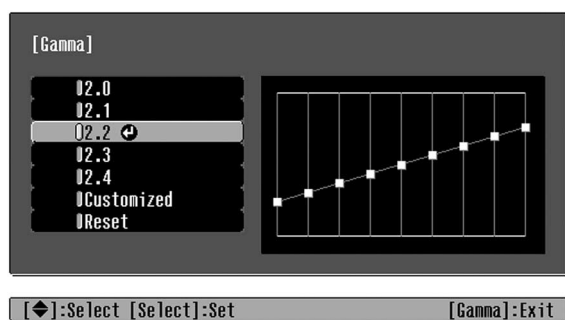 [Gamma]
2.0
2.1
2.2
2.3
2.4
Customized
Reset
[◆]:Select [Select]:Set [Gamma]:Exit